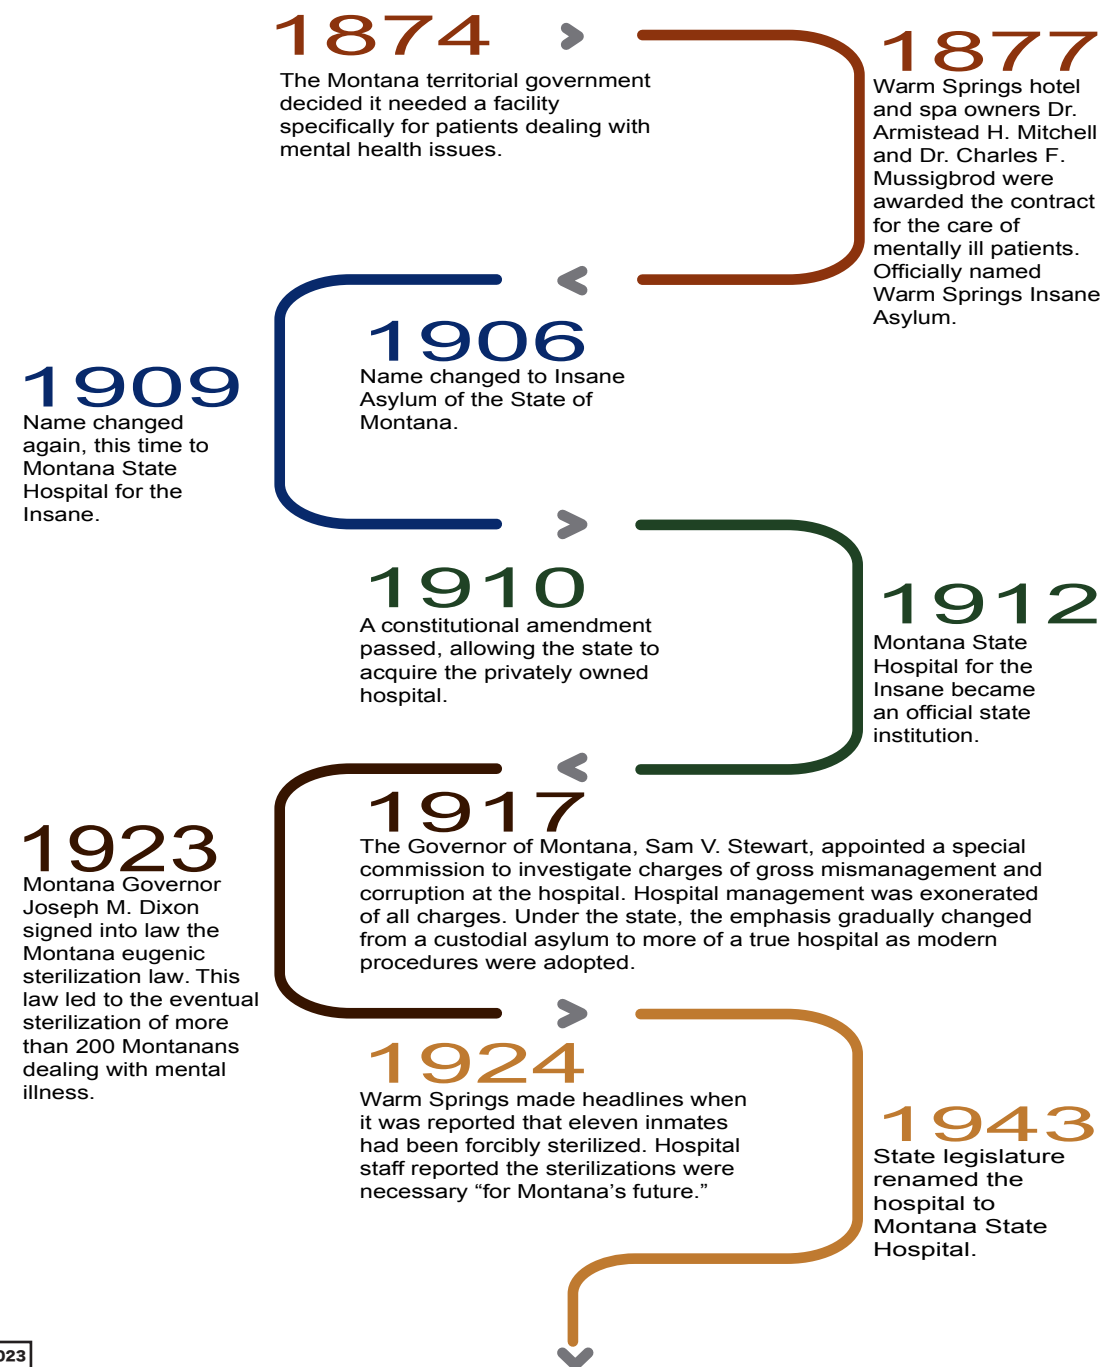 1874
The Montana territorial government
decided it needed a facility
specifically for patients dealing with
mental health issues.
1877
Warm Springs hotel
and spa owners Dr.
Armistead H. Mitchell
and Dr. Charles F.
Mussigbrod were
awarded the contract
for the care of
mentally ill patients.
Officially named
Warm Springs Insane
Asylum.
1906
Name changed to Insane
Asylum of the State of
Montana.
1909
Name changed
again, this time to
Montana State
Hospital for the
Insane.
1910
A constitutional amendment
passed, allowing the state to
acquire the privately owned
hospital.
1912
Montana State
Hospital for the
Insane became
an official state
institution.
1917
The Governor of Montana, Sam V. Stewart, appointed a special
commission to investigate charges of gross mismanagement and
corruption at the hospital. Hospital management was exonerated
of all charges. Under the state, the emphasis gradually changed
from a custodial asylum to more of a true hospital as modern
procedures were adopted.
1923
Montana Governor
Joseph M. Dixon
signed into law the
Montana eugenic
sterilization law. This
law led to the eventual
sterilization of more
than 200 Montanans
dealing with mental
illness.
1924
Warm Springs made headlines when
it was reported that eleven inmates
had been forcibly sterilized. Hospital
staff reported the sterilizations were
necessary “for Montana’s future.”
1943
State legislature
renamed the
hospital to
Montana State
Hospital.
023